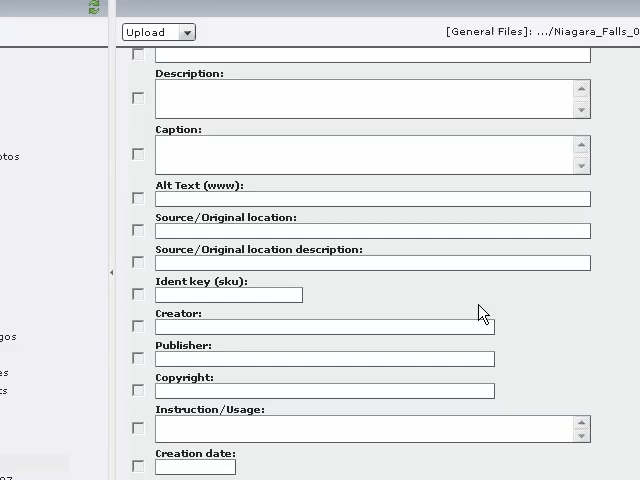 Upload
[General Files]: .../Niagara_Falls_0
Description:
Caption:
otos
Alt Text (www):
Source/Original location:
Source/Original location description:
Ident key (sku):
Creator:
gos
Publisher:
es
Copyright:
ts
Instruction/Usage:
Creation date: